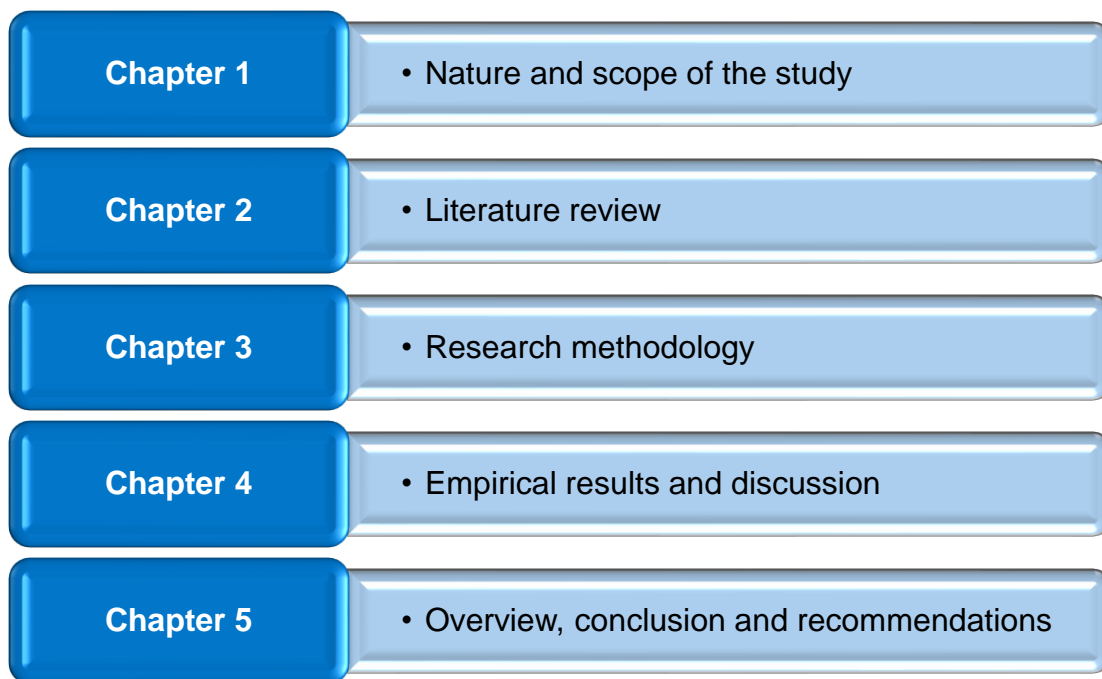 Chapter 1
• Nature and scope of the study
Chapter 2
• Literature review
Chapter 3
• Research methodology
Chapter 4
• Empirical results and discussion
Chapter 5
• Overview, conclusion and recommendations